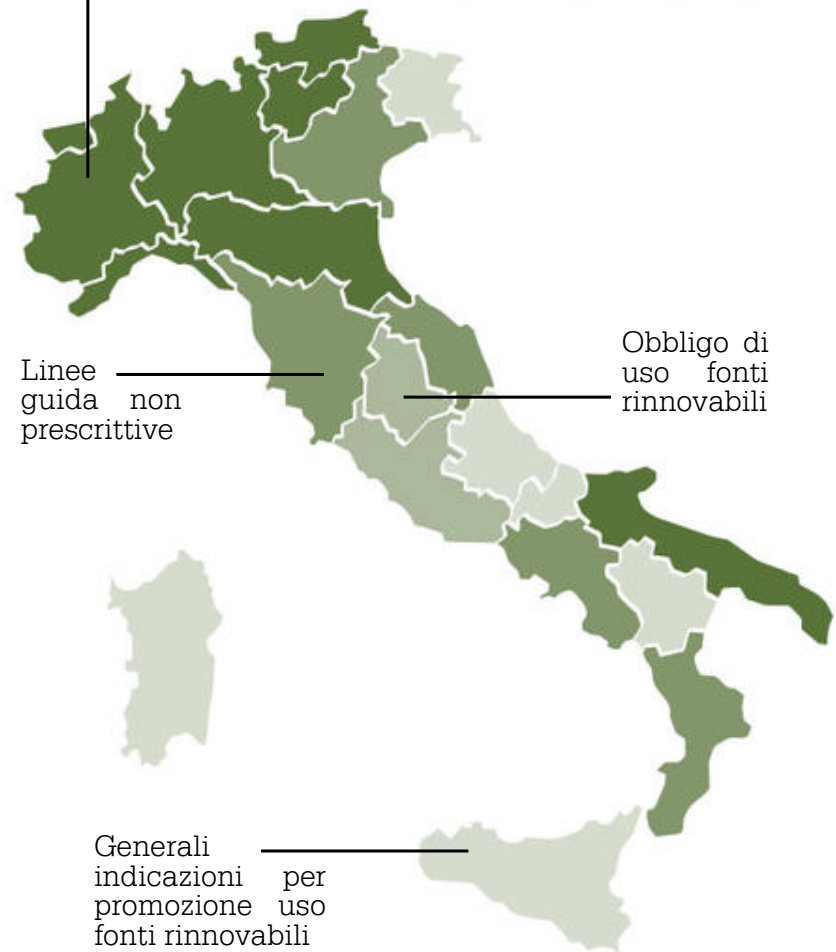 Linee
guida non
prescrittive
Obbligo di
uso fonti
rinnovabili
Generali
indicazioni per
promozione uso
fonti rinnovabili